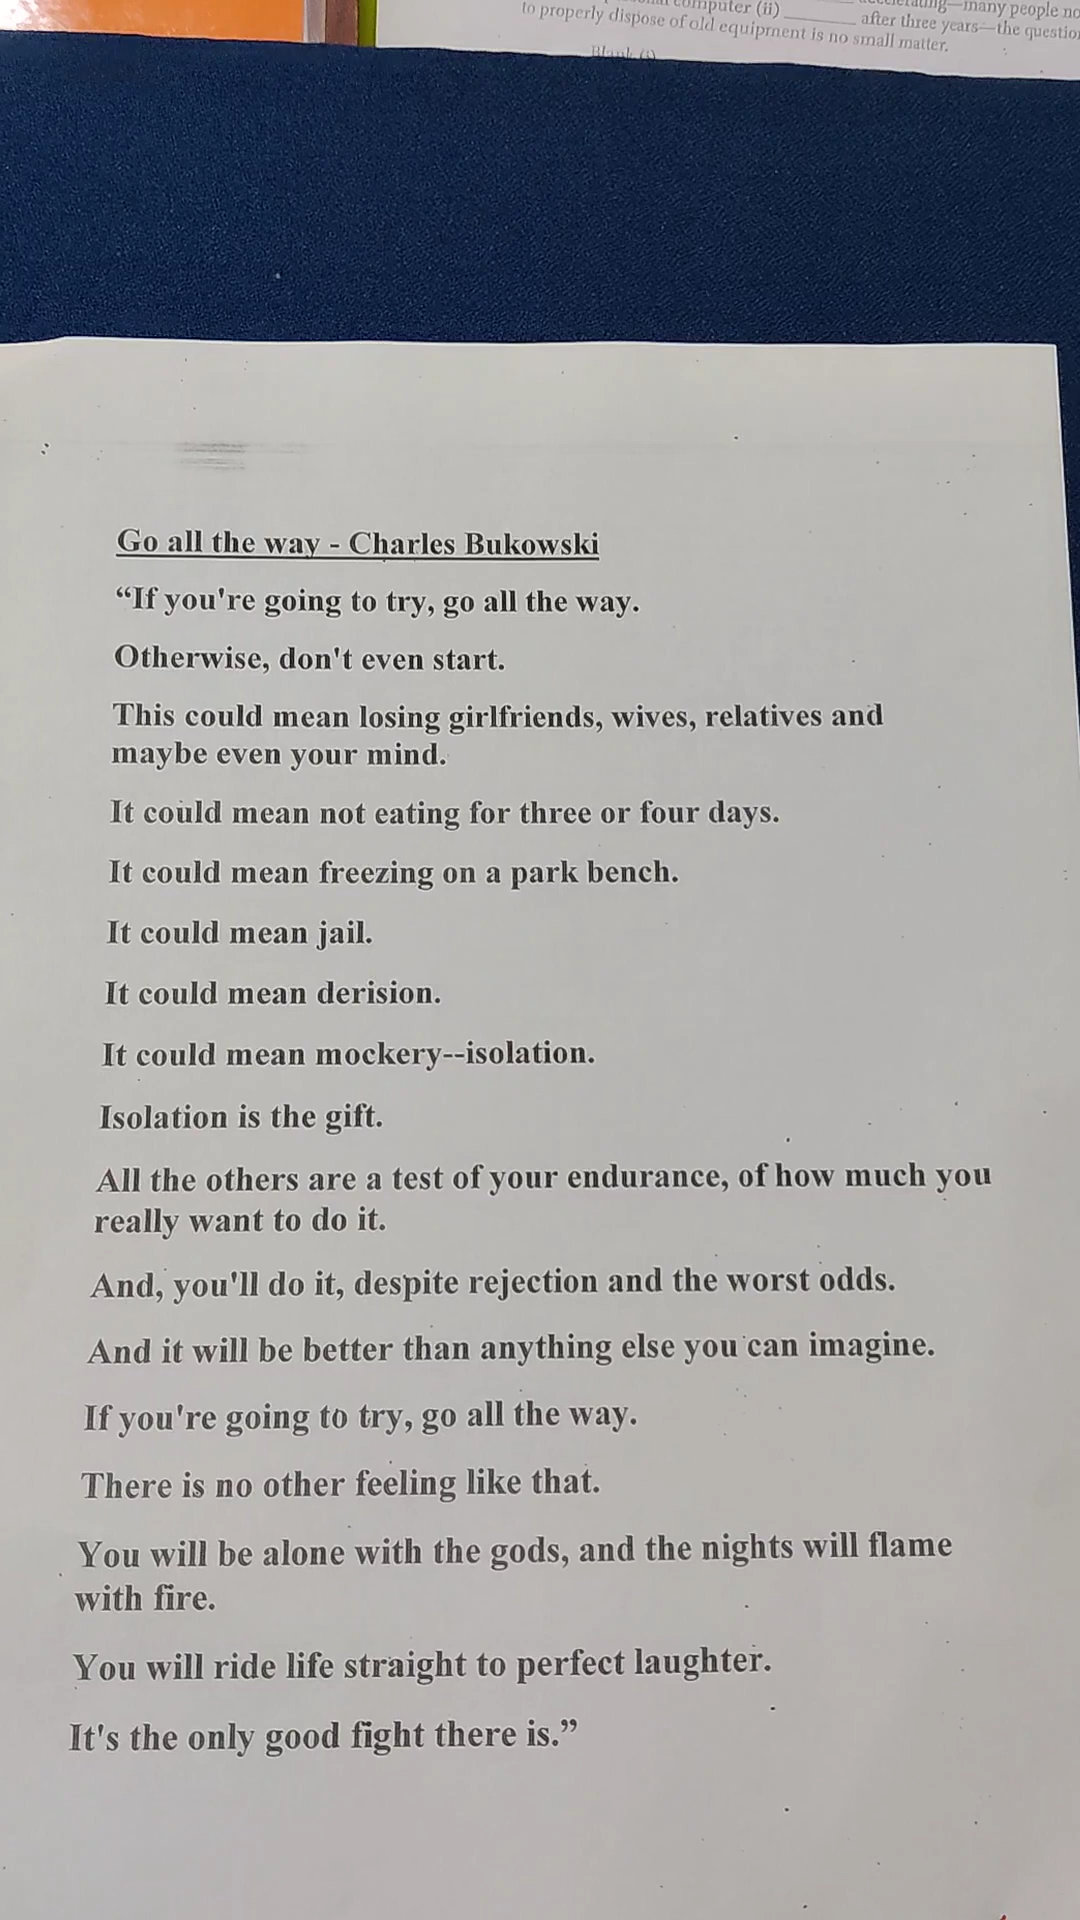 computer (ii) ________ accelerating—many people no
to properly dispose of old equipment is no small matter.
after three years—the question
Blank (i)
Go all the way - Charles Bukowski
“If you're going to try, go all the way.
Otherwise, don't even start.
This could mean losing girlfriends, wives, relatives and
maybe even your mind.
It could mean not eating for three or four days.
It could mean freezing on a park bench.
It could mean jail.
It could mean derision.
It could mean mockery--isolation.
Isolation is the gift.
All the others are a test of your endurance, of how much you
really want to do it.
And, you'll do it, despite rejection and the worst odds.
And it will be better than anything else you can imagine.
If you're going to try, go all the way.
There is no other feeling like that.
You will be alone with the gods, and the nights will flame
with fire.
You will ride life straight to perfect laughter.
It's the only good fight there is.”